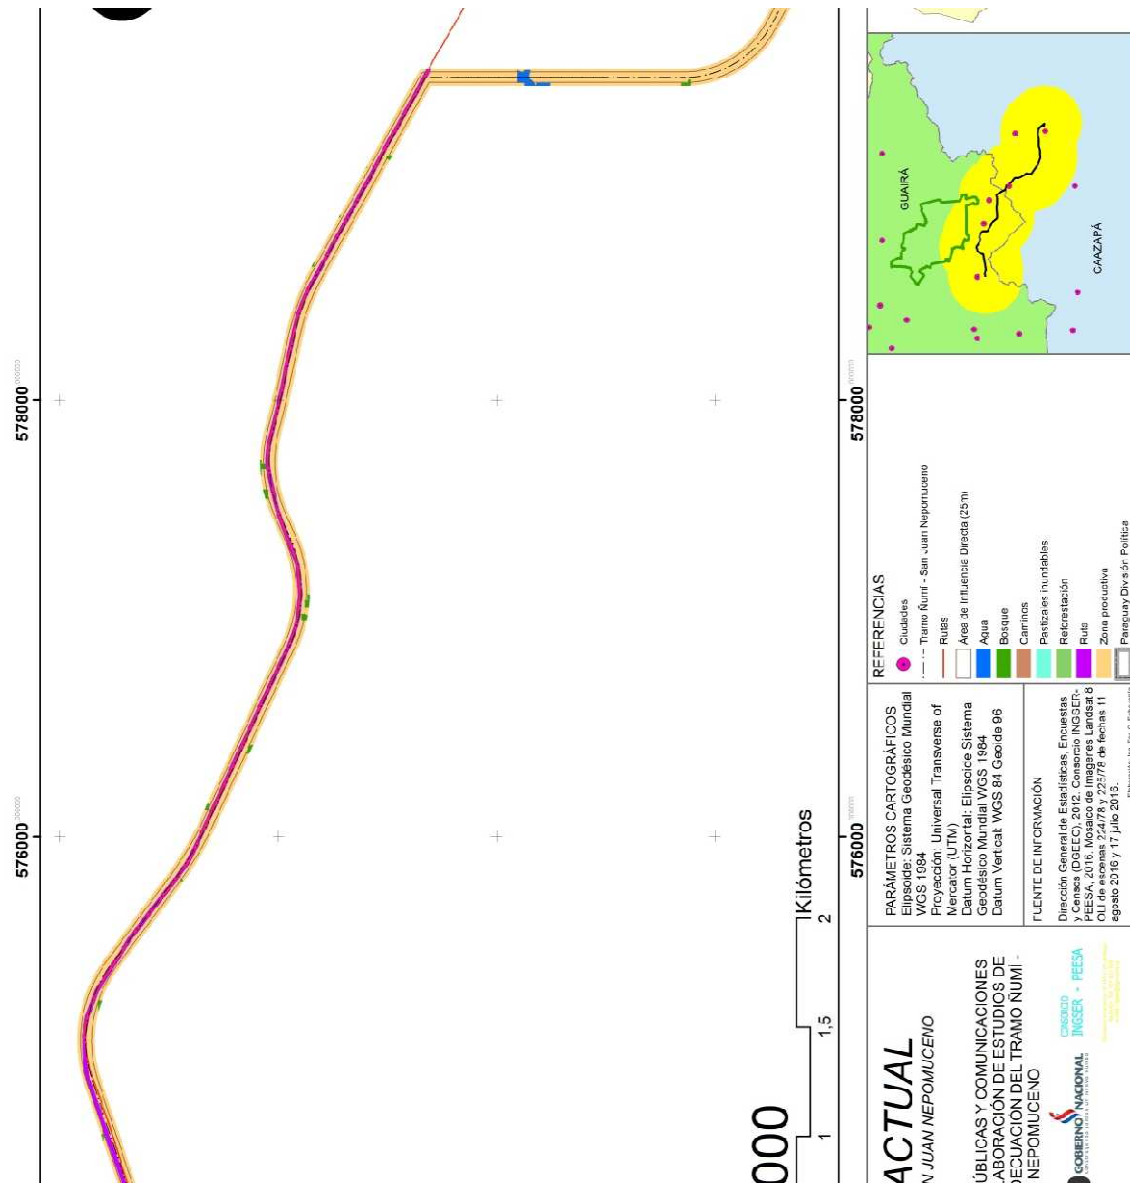 GUAIRÁ
CAAZAPÁ
578000
578000
576000
576000
REFERENCIAS
Ciudades
Tramo Ñumí - San Juan Nepomuceno
Rutas
Área de Influencia Directa (25m)
Agua
Bosque
Caminos
Pastizales inundables
Reforestación
Ruta
Zona productiva
Paraguay División Política
PARÁMETROS CARTOGRÁFICOS
Elipsoide: Sistema Geodésico Mundial
WGS 1984
Proyección: Universal Transverse of
Mercator (UTM)
Datum Horizontal: Elipsoice Sistema
Geodésico Mundial WGS 1984
Datum Vertical: WGS 84 Geoide 96
FUENTE DE INFORMACIÓN
Dirección General de Estadísticas, Encuestas
y Censos (DGEEC), 2012. Consorcio INGSER-
PEESA, 2016. Mosaico de Imagenes Landsat 8
OLI de escenas 224/78 y 225/78 de fechas 11
agosto 2016 y 17 julio 2016.
Kilómetros
2
1,5
1
000
ACTUAL
N JUAN NEPOMUCENO
ÚBLICAS Y COMUNICACIONES
LABORACIÓN DE ESTUDIOS DE
DECUACIÓN DEL TRAMO ÑUMÍ -
NEPOMUCENO
CONSORCIO
INGSER - PEESA
GOBIERNO NACIONAL